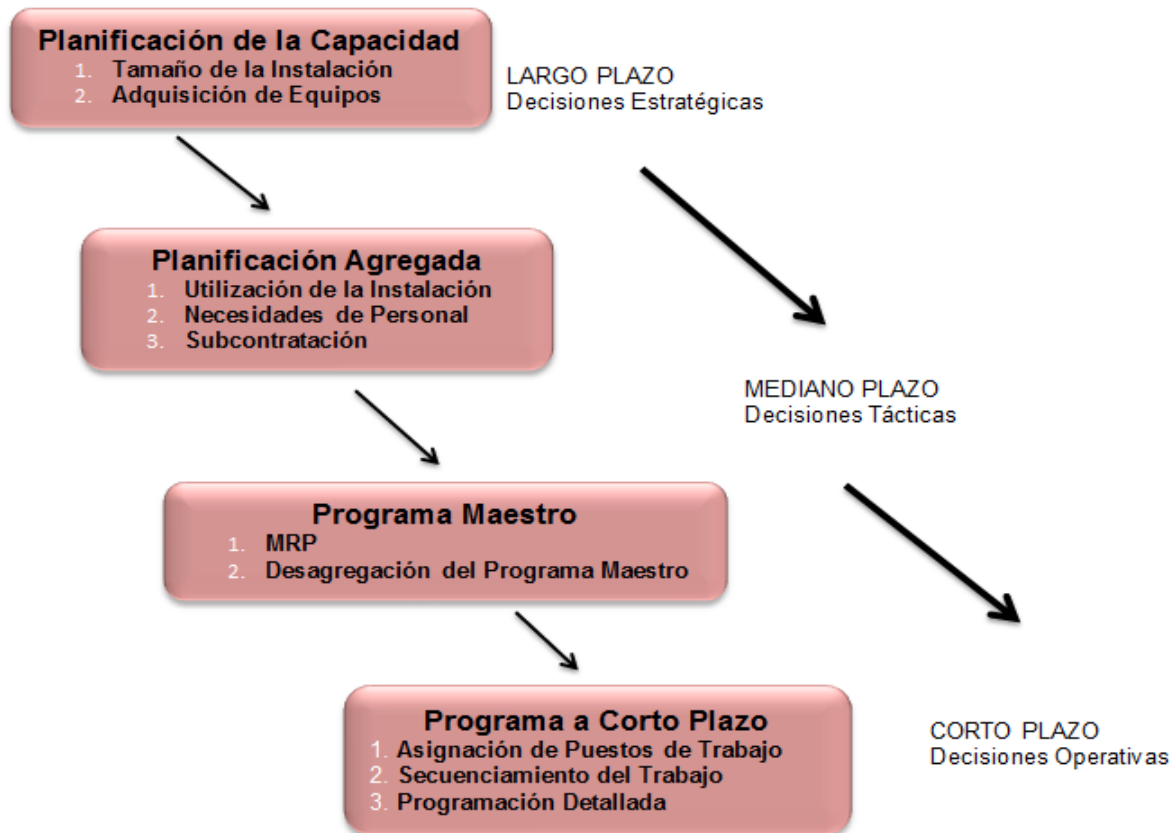 Planificación de la Capacidad
1. Tamaño de la Instalación
2. Adquisición de Equipos
LARGO PLAZO
Decisiones Estratégicas
Planificación Agregada
1. Utilización de la Instalación
2. Necesidades de Personal
3. Subcontratación
MEDIANO PLAZO
Decisiones Tácticas
Programa Maestro
1. MRP
2. Desagregación del Programa Maestro
Programa a Corto Plazo
1. Asignación de Puestos de Trabajo
2. Secuenciamiento del Trabajo
3. Programación Detallada
CORTO PLAZO
Decisiones Operativas